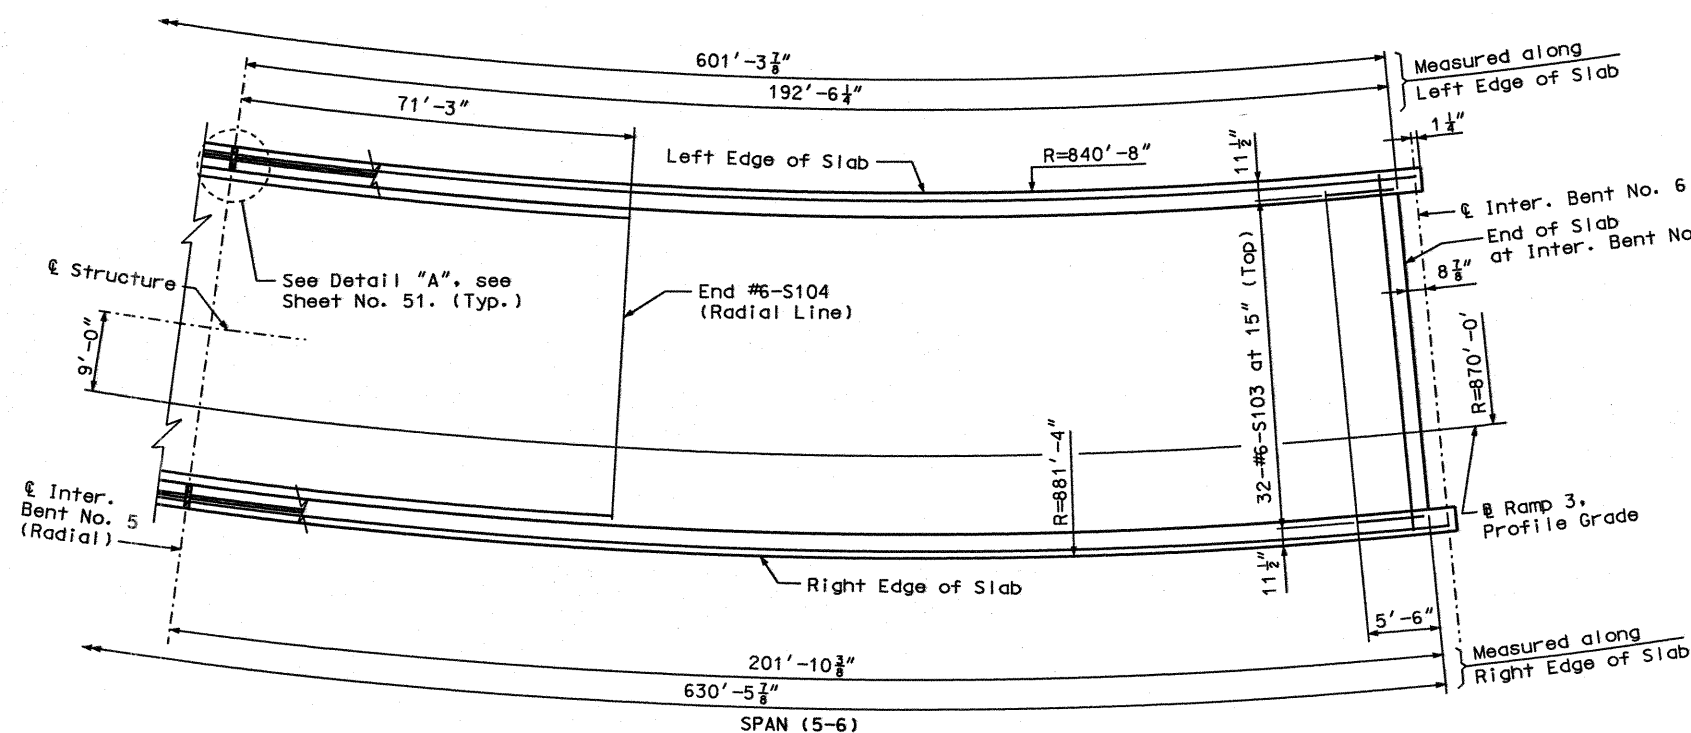 601'-3 7/8"
192'-6 1/4"
71'-3"
Measured along
Left Edge of Slab
1 1/4"
11 1/2"
Left Edge of Slab
R=840'-8"
℄ Inter. Bent No. 6
End of Slab
at Inter. Bent No
8 7/8"
℄ Structure
See Detail "A", see
Sheet No. 51. (Typ.)
End #6-S104
(Radial Line)
9'-0"
32-#6-S103 at 15" (Top)
R=870'-0'
R=881'-4"
℄ Inter.
Bent No. 5
(Radial)
Ramp 3,
Profile Grade
11 1/2"
Right Edge of Slab
5'-6"
201'-10 3/8"
630'-5 7/8"
Measured along
Right Edge of Slab
SPAN (5-6)